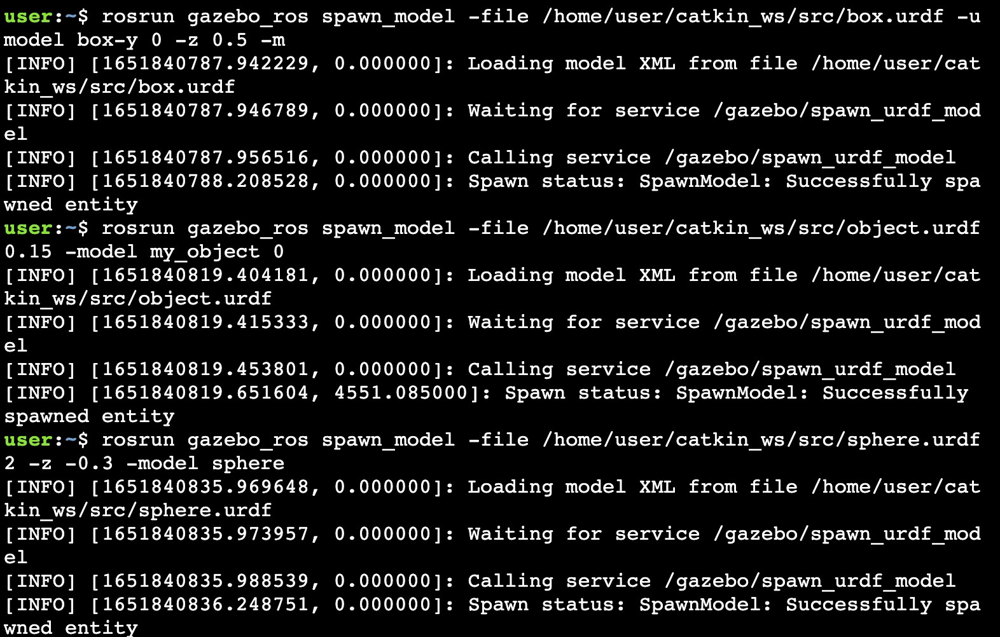 user:~$ rosrun gazebo_ros spawn_model -file /home/user/catkin_ws/src/box.urdf -u
model box-y 0 -z 0.5 -m
[INFO] [1651840787.942229, 0.000000]: Loading model XML from file /home/user/cat
kin_ws/src/box.urdf
[INFO] [1651840787.946789, 0.000000]: Waiting for service /gazebo/spawn_urdf_mod
el
[INFO] [1651840787.956516, 0.000000]: Calling service /gazebo/spawn_urdf_model
[INFO] [1651840788.208528, 0.000000]: Spawn status: SpawnModel: Successfully spa
wned entity
user:~$ rosrun gazebo_ros spawn_model -file /home/user/catkin_ws/src/object.urdf
0.15 -model my_object 0
[INFO] [1651840819.404181, 0.000000]: Loading model XML from file /home/user/cat
kin_ws/src/object.urdf
[INFO] [1651840819.415333, 0.000000]: Waiting for service /gazebo/spawn_urdf_mod
el
[INFO] [1651840819.453801, 0.000000]: Calling service /gazebo/spawn_urdf_model
[INFO] [1651840819.651604, 4551.085000]: Spawn status: SpawnModel: Successfully
spawned entity
user:~$ rosrun gazebo_ros spawn_model -file /home/user/catkin_ws/src/sphere.urdf
2 -z -0.3 -model sphere
[INFO] [1651840835.969648, 0.000000]: Loading model XML from file /home/user/cat
kin_ws/src/sphere.urdf
[INFO] [1651840835.973957, 0.000000]: Waiting for service /gazebo/spawn_urdf_mod
el
[INFO] [1651840835.988539, 0.000000]: Calling service /gazebo/spawn_urdf_model
[INFO] [1651840836.248751, 0.000000]: Spawn status: SpawnModel: Successfully spa
wned entity